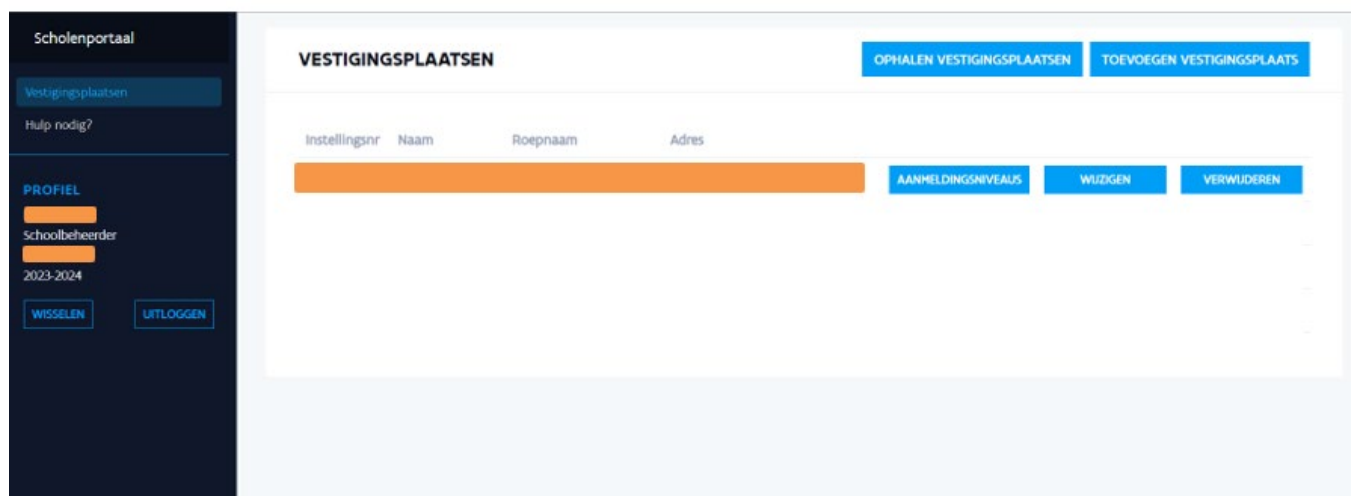 Scholenportaal
Vestigingsplaatsen
Hulp nodig?
PROFIEL
Schoolbeheerder
2023-2024
WISSELEN UITLOGGEN
VESTIGINGSPLAATSEN OPHALEN VESTIGINGSPLAATSEN TOEVOEGEN VESTIGINGSPLAATS
Instellingsnr Naam Roepnaam Adres
AANMELDINGSNIVEAUS WIJZIGEN VERWIJDEREN